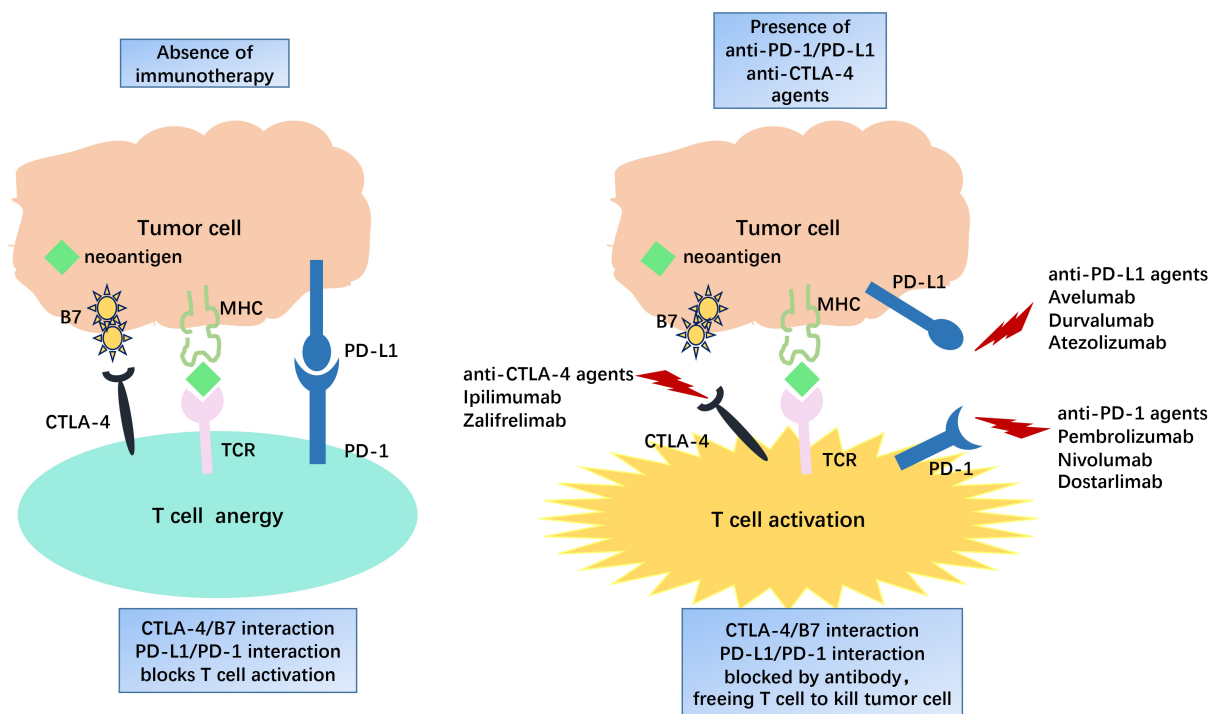 Absence of
immunotherapy
Tumor cell
neoantigen
B7
MHC
PD-L1
CTLA-4
TCR
PD-1
T cell anergy
CTLA-4/B7 interaction
PD-L1/PD-1 interaction
blocks T cell activation
Presence of
anti-PD-1/PD-L1
anti-CTLA-4
agents
Tumor cell
neoantigen
B7
MHC
PD-L1
anti-PD-L1 agents
Avelumab
Durvalumab
Atezolizumab
anti-CTLA-4 agents
Ipilimumab
Zalifrelimab
CTLA-4
TCR
PD-1
anti-PD-1 agents
Pembrolizumab
Nivolumab
Dostarlimab
T cell activation
CTLA-4/B7 interaction
PD-L1/PD-1 interaction
blocked by antibody,
freeing T cell to kill tumor cell